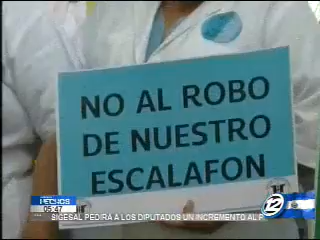 NO AL ROBO
DE NUESTRO
ESCALAFON
HECHOS
05:47
12
SIGESAL PEDIRA A LOS DIPUTADOS UN INCREMENTO AL P